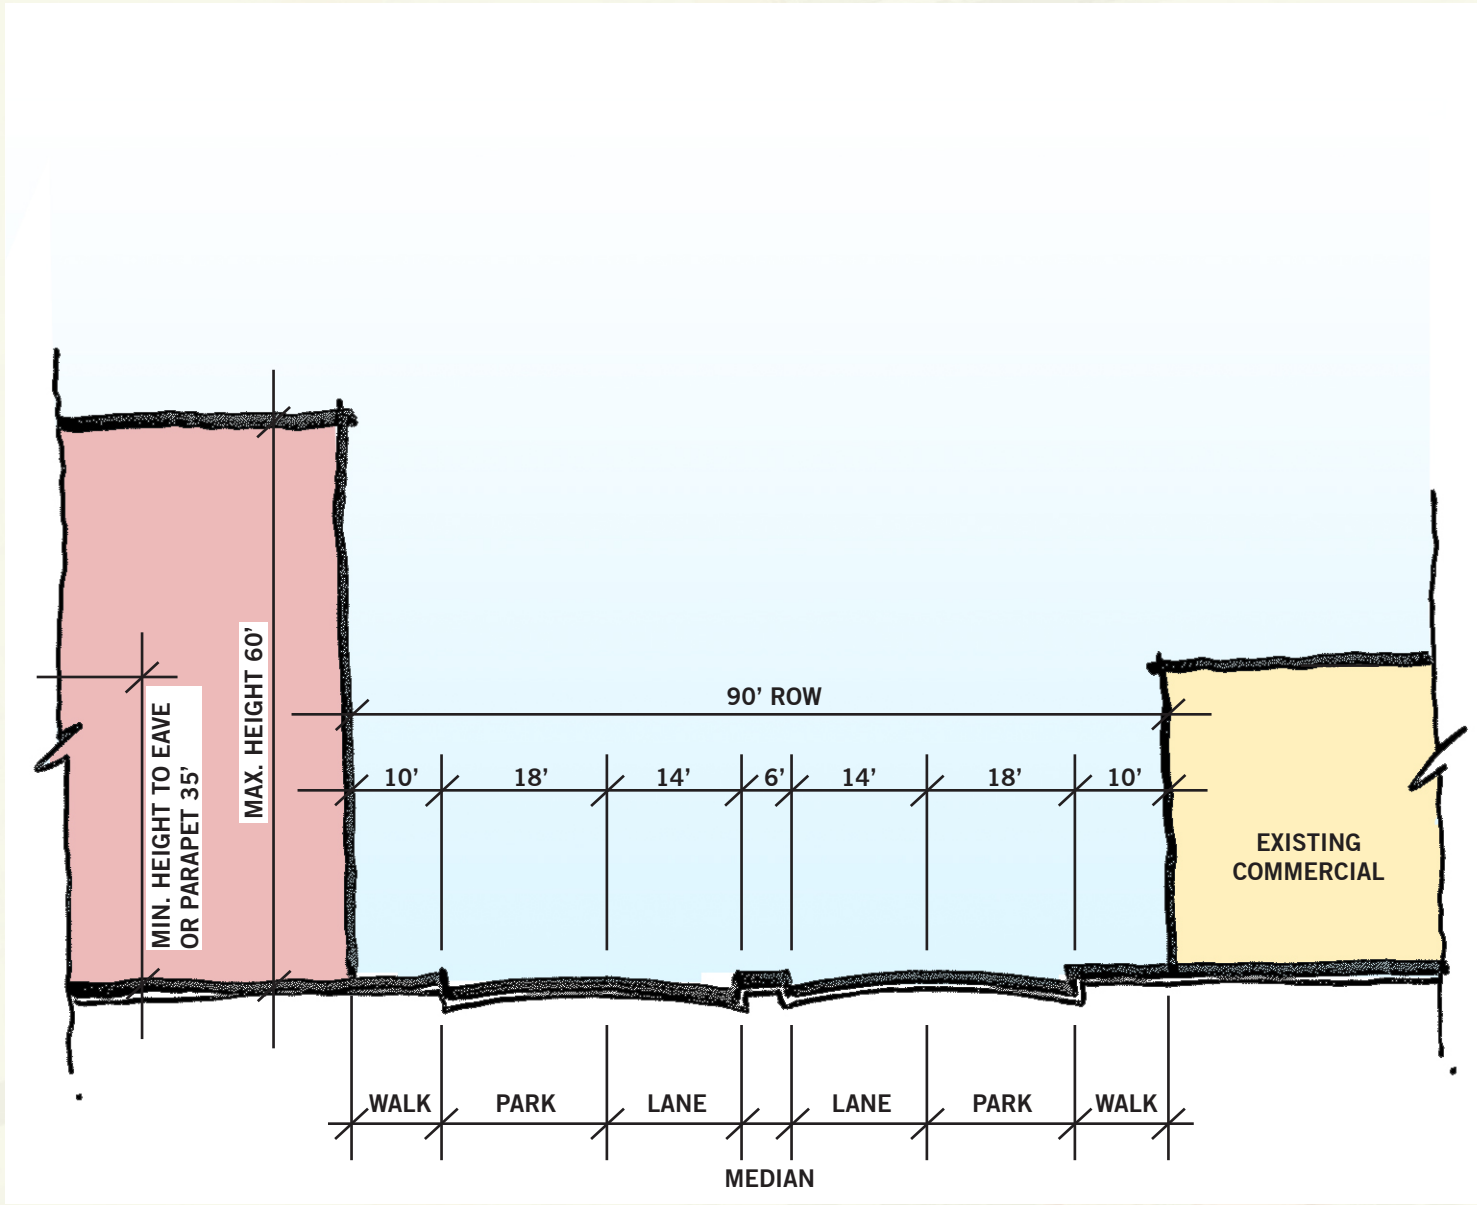 90’ ROW
10’ 18’ 14’ 6’ 14’ 18’ 10’
MAX. HEIGHT 60’
MIN. HEIGHT TO EAVE
OR PARAPET 35’
EXISTING
COMMERCIAL
WALK PARK LANE LANE PARK WALK
MEDIAN